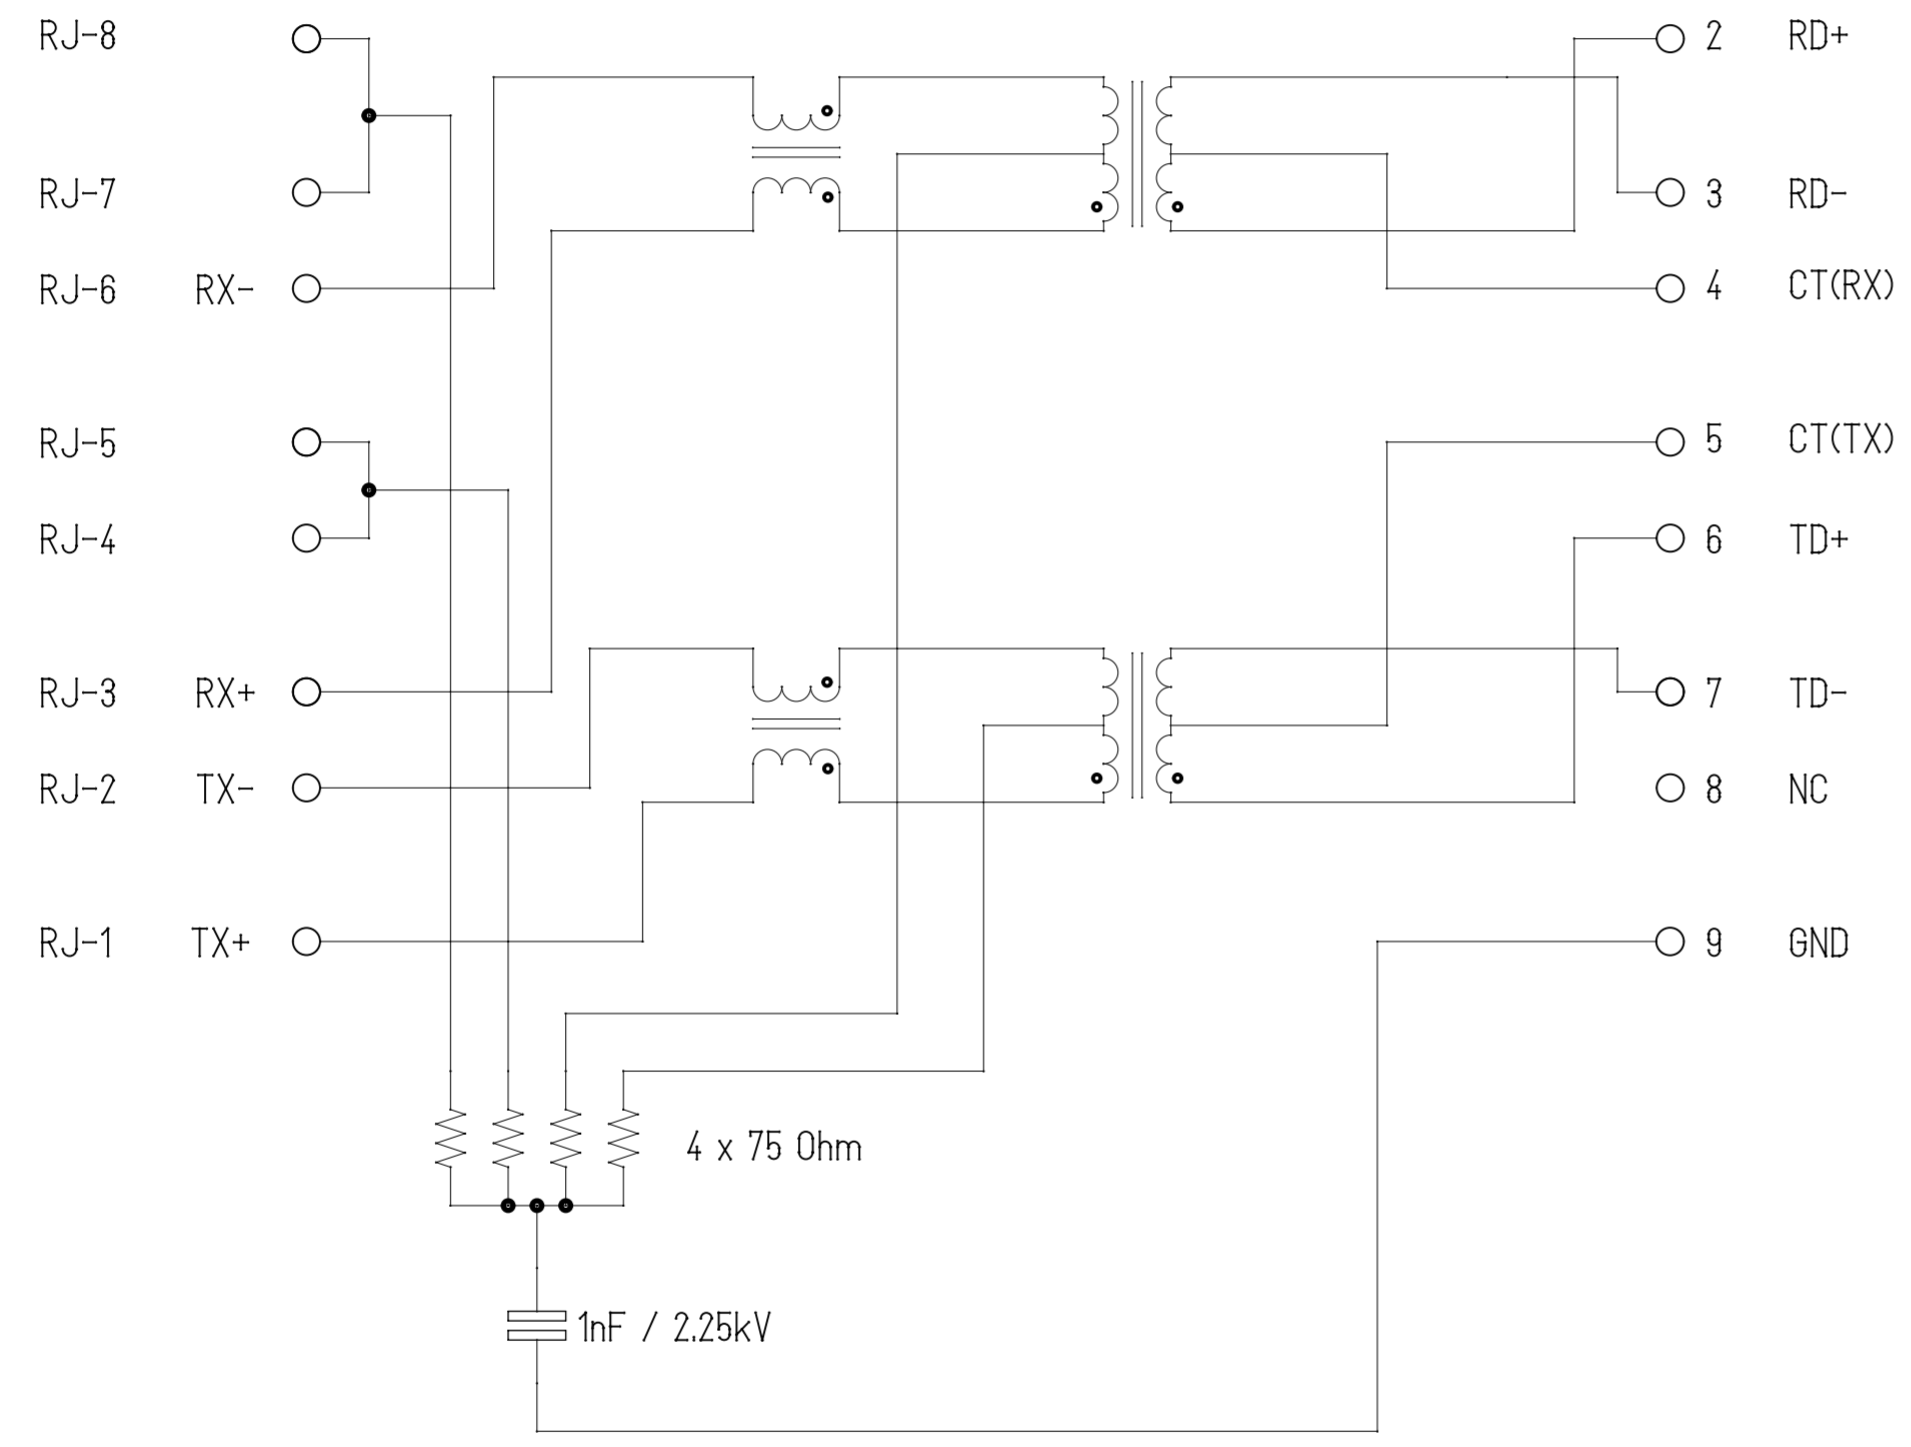 RJ-8 2 RD+
RJ-7 3 RD-
RJ-6 RX- 4 CT(RX)
RJ-5 5 CT(TX)
RJ-4 6 TD+
RJ-3 RX+ 7 TD-
RJ-2 TX- 8 NC
RJ-1 TX+ 9 GND
4 x 75 Ohm
1nF / 2.25kV